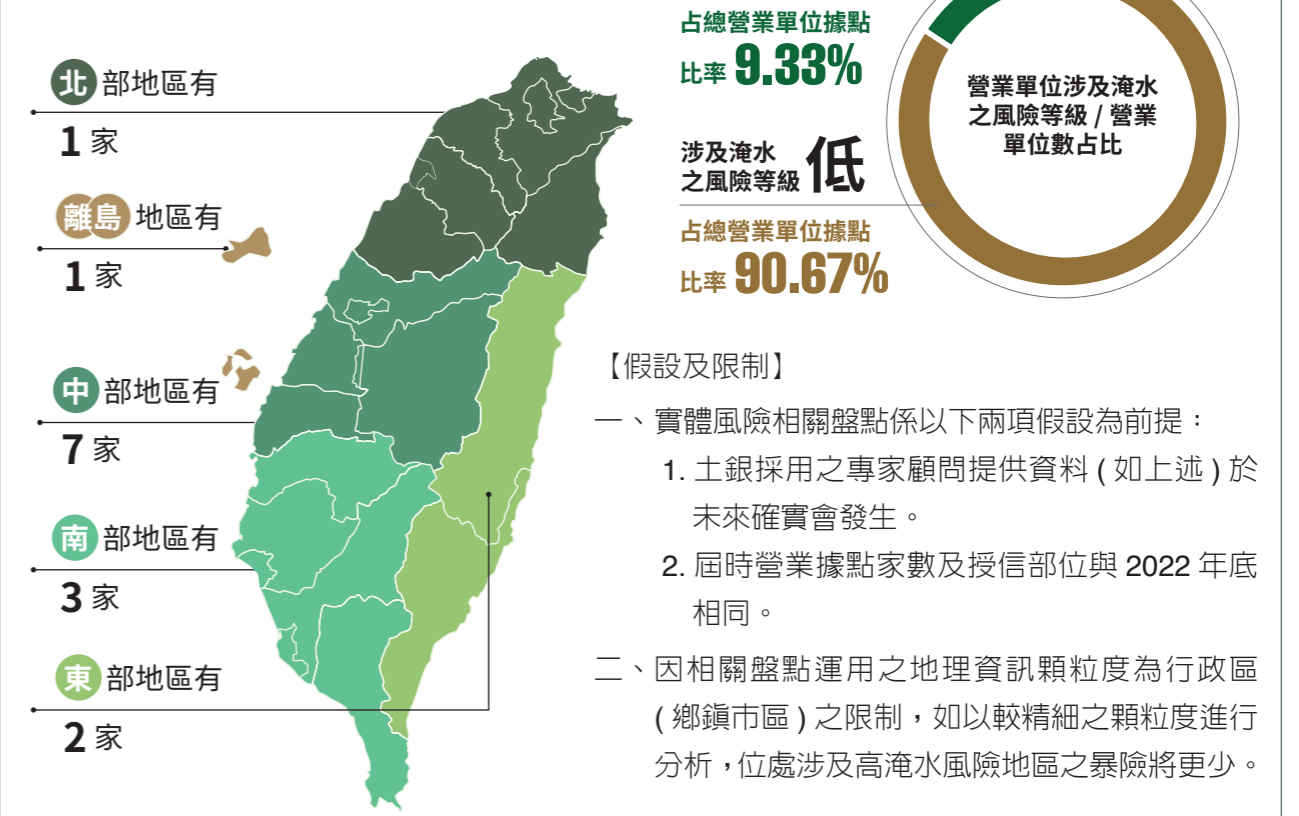 北部地區有
1 家
離島地區有
1 家
中部地區有
7 家
南部地區有
3 家
東部地區有
2 家
占總營業單位據點
比率 9.33%
涉及淹水
之風險等級 低
占總營業單位據點
比率 90.67%
營業單位涉及淹水
之風險等級 / 營業
單位數占比
【假設及限制】
一、實體風險相關盤點係以下兩項假設為前提：
1. 土銀採用之專家顧問提供資料 ( 如上述 ) 於
未來確實會發生。
2. 屆時營業據點家數及授信部位與 2022 年底
相同。
二、因相關盤點運用之地理資訊顆粒度為行政區
( 鄉鎮市區 ) 之限制，如以較精細之顆粒度進行
分析，位處涉及高淹水風險地區之暴險將更少。